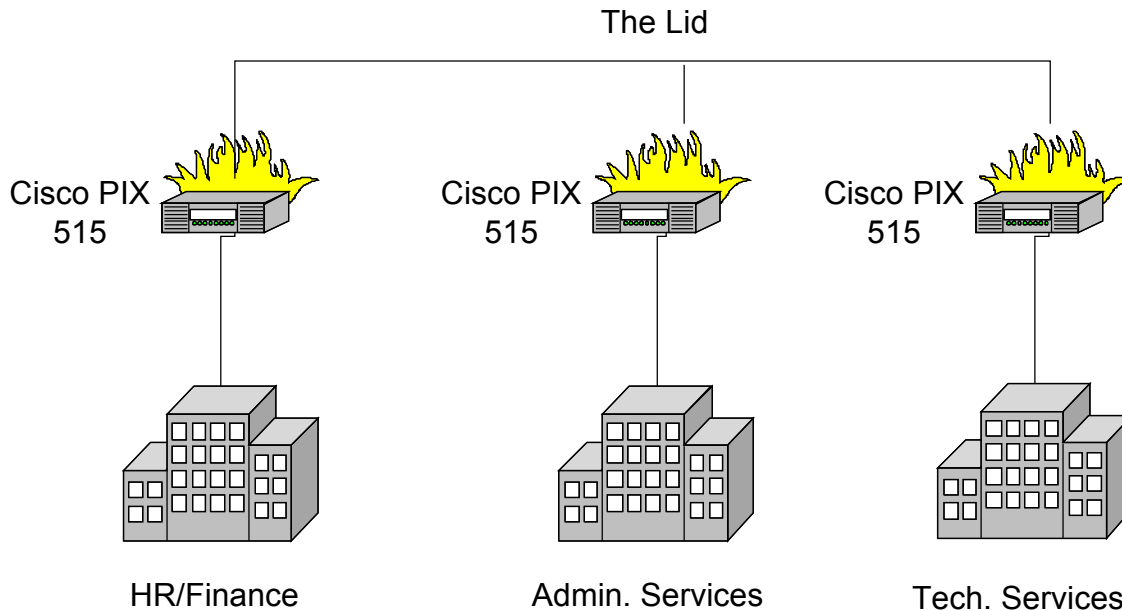 The Lid
Cisco PIX
515
Cisco PIX
515
Cisco PIX
515
HR/Finance
Admin. Services
Tech. Services